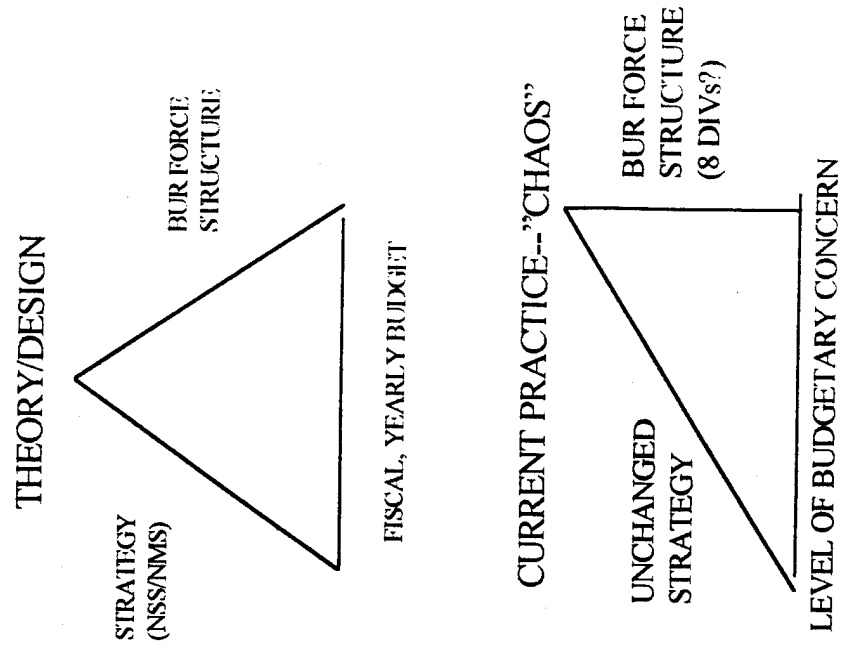 THEORY/DESIGN
STRATEGY
(NSS/NMS)
BUR FORCE
STRUCTURE
FISCAL, YEARLY BUDGET
CURRENT PRACTICE--"CHAOS"
UNCHANGED
STRATEGY
BUR FORCE
STRUCTURE
(8 DIVs?)
LEVEL OF BUDGETARY CONCERN